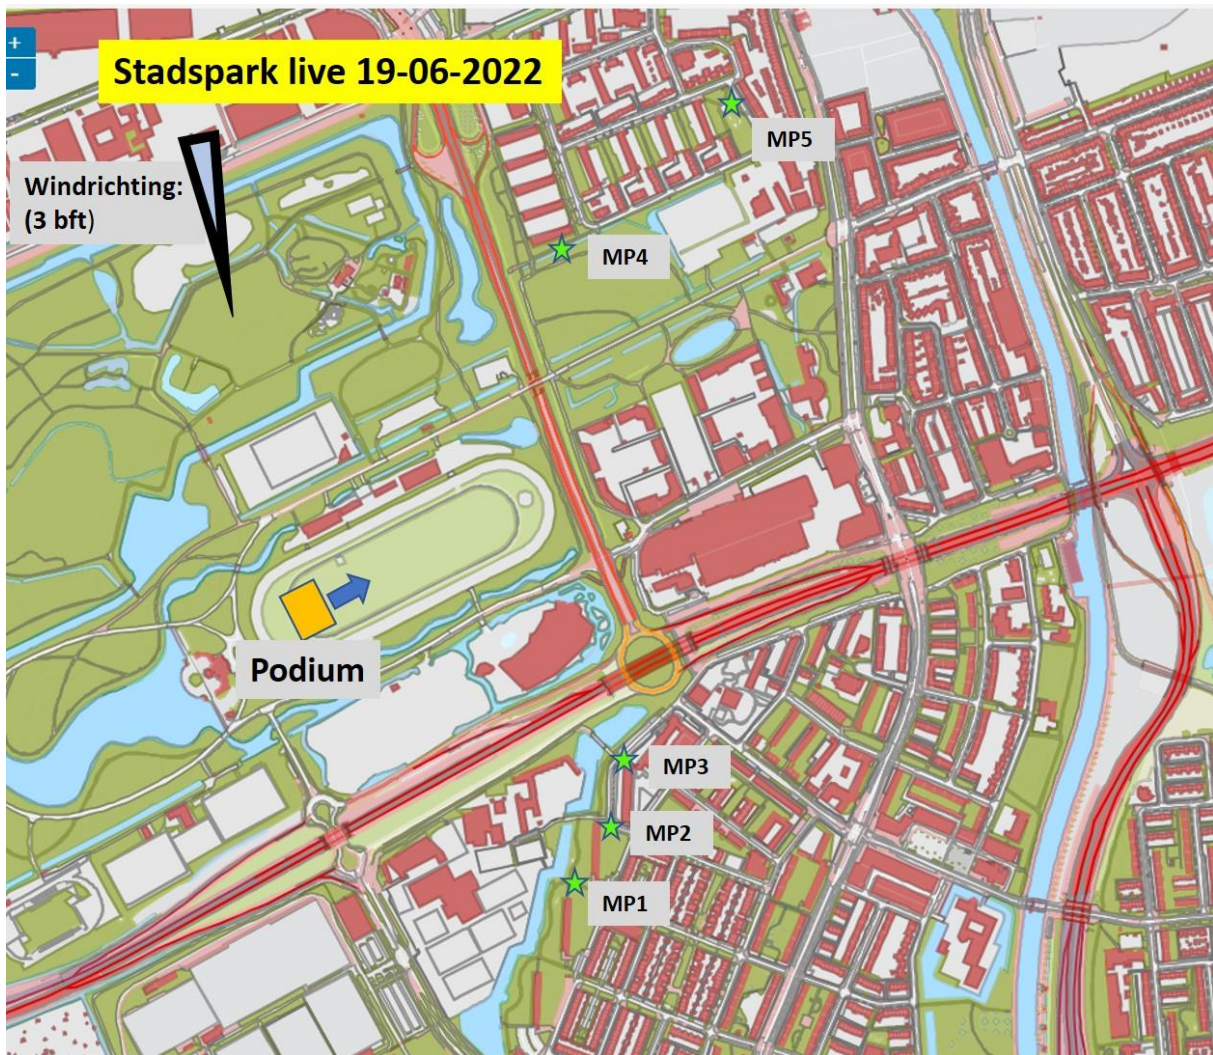 +
-
Stadspark live 19-06-2022
MP5
Windrichting:
(3 bft)
MP4
Podium
MP3
MP2
MP1